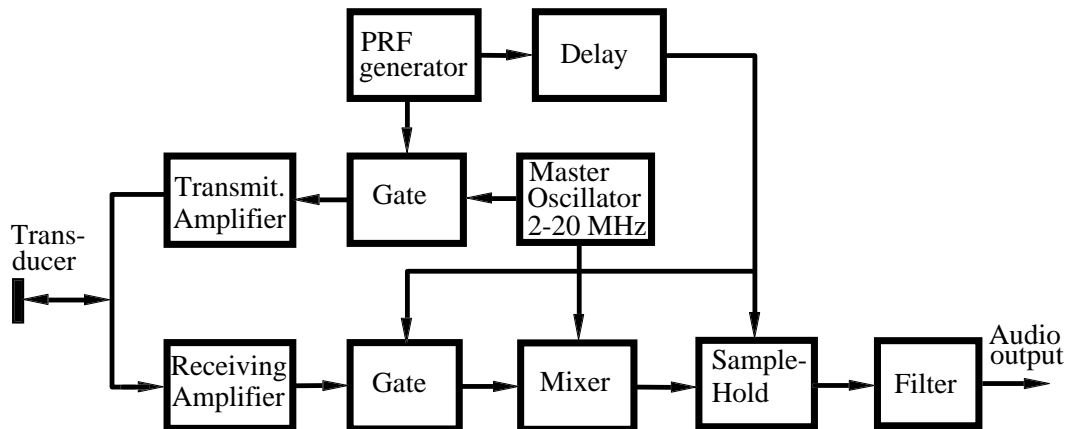 PRF
generator
Delay
Transmit.
Amplifier
Gate
Master
Oscillator
2-20 MHz
Trans-
ducer
Receiving
Amplifier
Gate
Mixer
Sample-
Hold
Filter
Audio
output